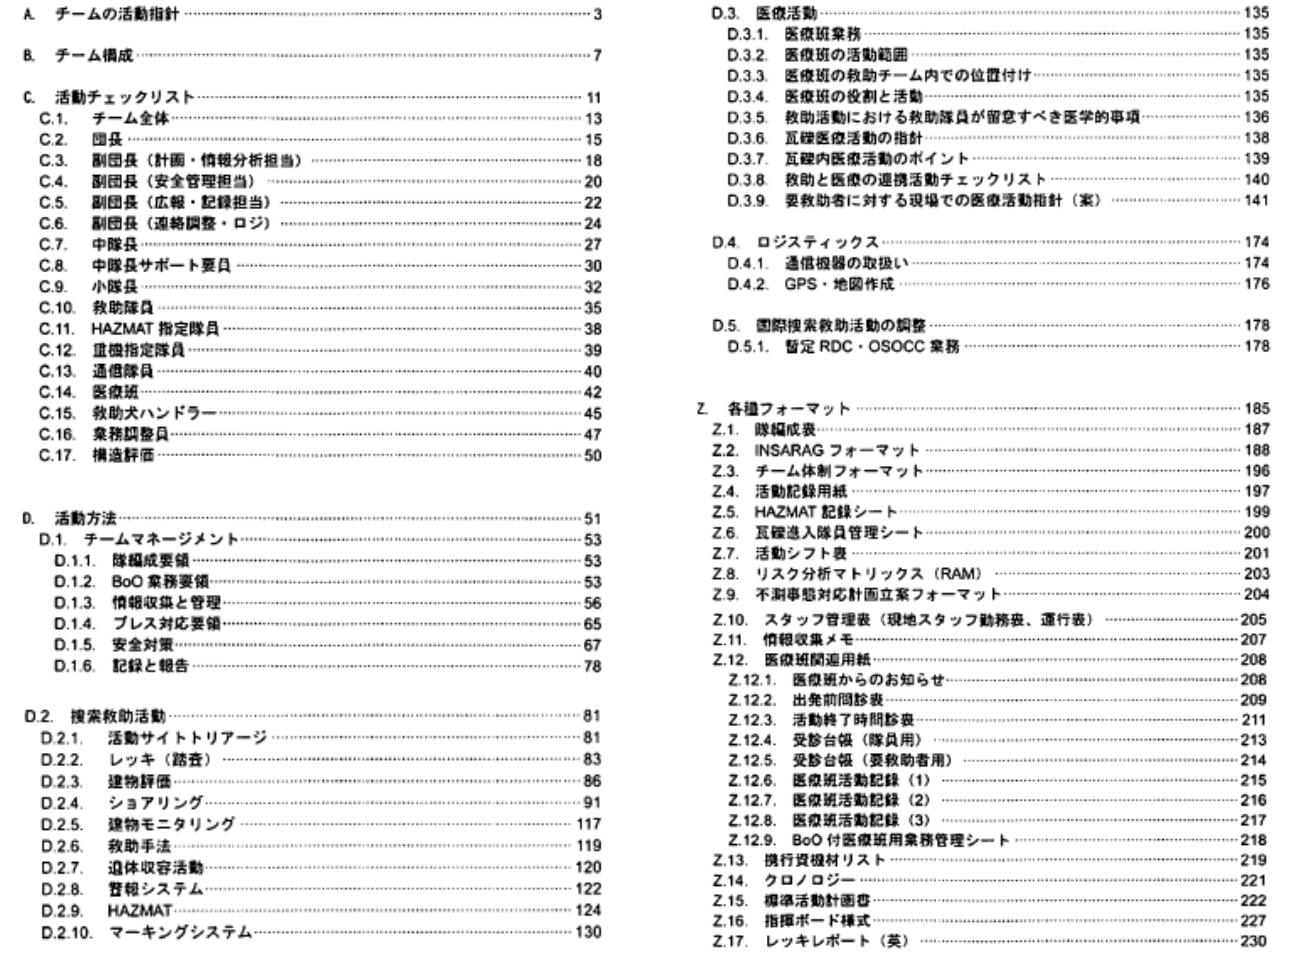 A. チームの活動指針 3
B. チーム構成 7
C. 活動チェックリスト 11
C.1. チーム全体 13
C.2. 団長 15
C.3. 副団長（計画・情報分析担当） 18
C.4. 副団長（安全管理担当） 20
C.5. 副団長（広報・記録担当） 22
C.6. 副団長（連絡調整・ロジ） 24
C.7. 中隊長 27
C.8. 中隊長サポート要員 30
C.9. 小隊長 32
C.10. 救助隊員 35
C.11. HAZMAT 指定隊員 38
C.12. 重機指定隊員 39
C.13. 通信隊員 40
C.14. 医療班 42
C.15. 救助犬ハンドラー 45
C.16. 業務調整員 47
C.17. 構造評価 50
D. 活動方法 51
D.1. チームマネージメント 53
D.1.1. 隊編成要領 53
D.1.2. BoO 業務要領 53
D.1.3. 情報収集と管理 56
D.1.4. プレス対応要領 65
D.1.5. 安全対策 67
D.1.6. 記録と報告 78
D.2. 捜索救助活動 81
D.2.1. 活動サイトトリアージ 81
D.2.2. レッキ（踏査） 83
D.2.3. 建物評価 86
D.2.4. ショアリング 91
D.2.5. 建物モニタリング 117
D.2.6. 救助手法 119
D.2.7. 遺体収容活動 120
D.2.8. 警報システム 122
D.2.9. HAZMAT 124
D.2.10. マーキングシステム 130
D.3. 医療活動 135
D.3.1. 医療班業務 135
D.3.2. 医療班の活動範囲 135
D.3.3. 医療班の救助チーム内での位置付け 135
D.3.4. 医療班の役割と活動 135
D.3.5. 救助活動における救助隊員が留意すべき医学的事項 136
D.3.6. 瓦礫医療活動の指針 138
D.3.7. 瓦礫内医療活動のポイント 139
D.3.8. 救助と医療の連携活動チェックリスト 140
D.3.9. 要救助者に対する現場での医療活動指針（案） 141
D.4. ロジスティックス 174
D.4.1. 通信機器の取扱い 174
D.4.2. GPS・地図作成 176
D.5. 国際捜索救助活動の調整 178
D.5.1. 暫定 RDC・OSOCC 業務 178
Z. 各種フォーマット 185
Z.1. 隊編成表 187
Z.2. INSARAG フォーマット 188
Z.3. チーム体制フォーマット 196
Z.4. 活動記録用紙 197
Z.5. HAZMAT 記録シート 199
Z.6. 瓦礫進入隊員管理シート 200
Z.7. 活動シフト表 201
Z.8. リスク分析マトリックス（RAM） 203
Z.9. 不測事態対応計画立案フォーマット 204
Z.10. スタッフ管理表（現地スタッフ勤務表、運行表） 205
Z.11. 情報収集メモ 207
Z.12. 医療班関連用紙 208
Z.12.1. 医療班からのお知らせ 208
Z.12.2. 出発前問診表 209
Z.12.3. 活動終了時問診表 211
Z.12.4. 受診台帳（隊員用） 213
Z.12.5. 受診台帳（要救助者用） 214
Z.12.6. 医療班活動記録（1） 215
Z.12.7. 医療班活動記録（2） 216
Z.12.8. 医療班活動記録（3） 217
Z.12.9. BoO 付医療班用業務管理シート 218
Z.13. 携行資機材リスト 219
Z.14. クロノロジー 221
Z.15. 標準活動計画書 222
Z.16. 指揮ボード様式 227
Z.17. レッキレポート（英） 230